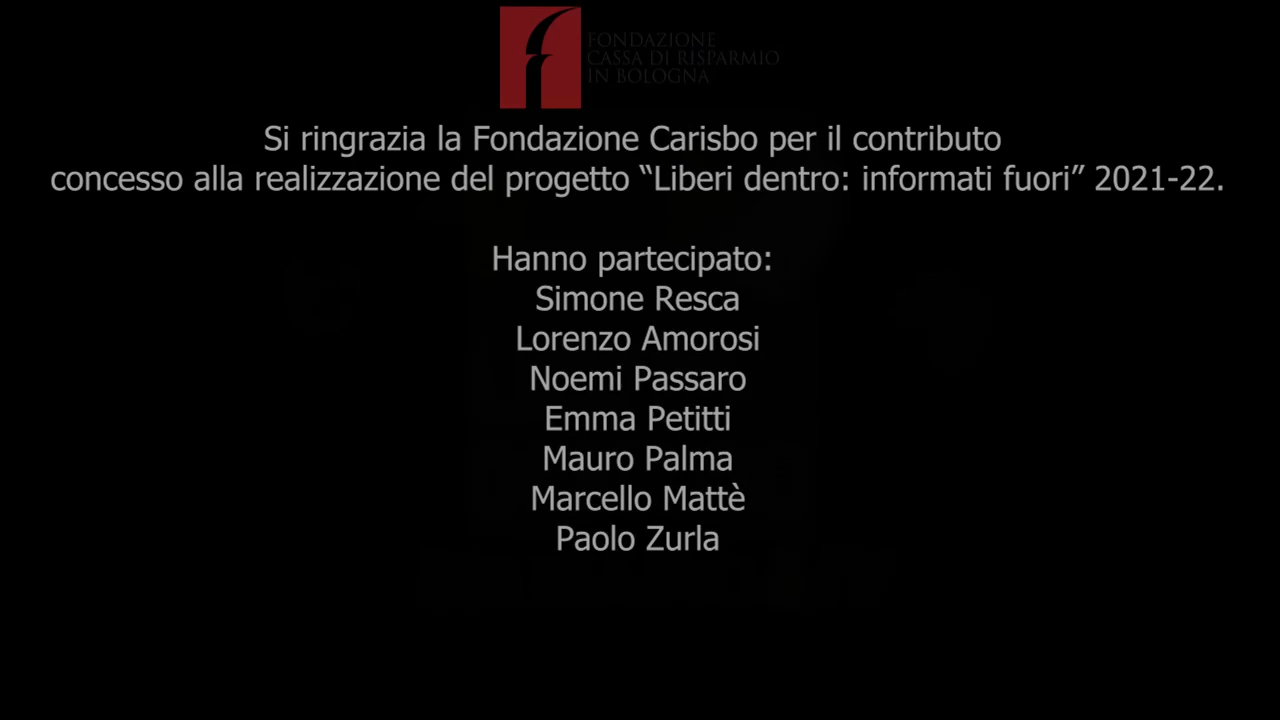 FONDAZIONE
CASSA DI RISPARMIO
IN BOLOGNA
Si ringrazia la Fondazione Carisbo per il contributo
concesso alla realizzazione del progetto “Liberi dentro: informati fuori” 2021-22.
Hanno partecipato:
Simone Resca
Lorenzo Amorosi
Noemi Passaro
Emma Petitti
Mauro Palma
Marcello Mattè
Paolo Zurla